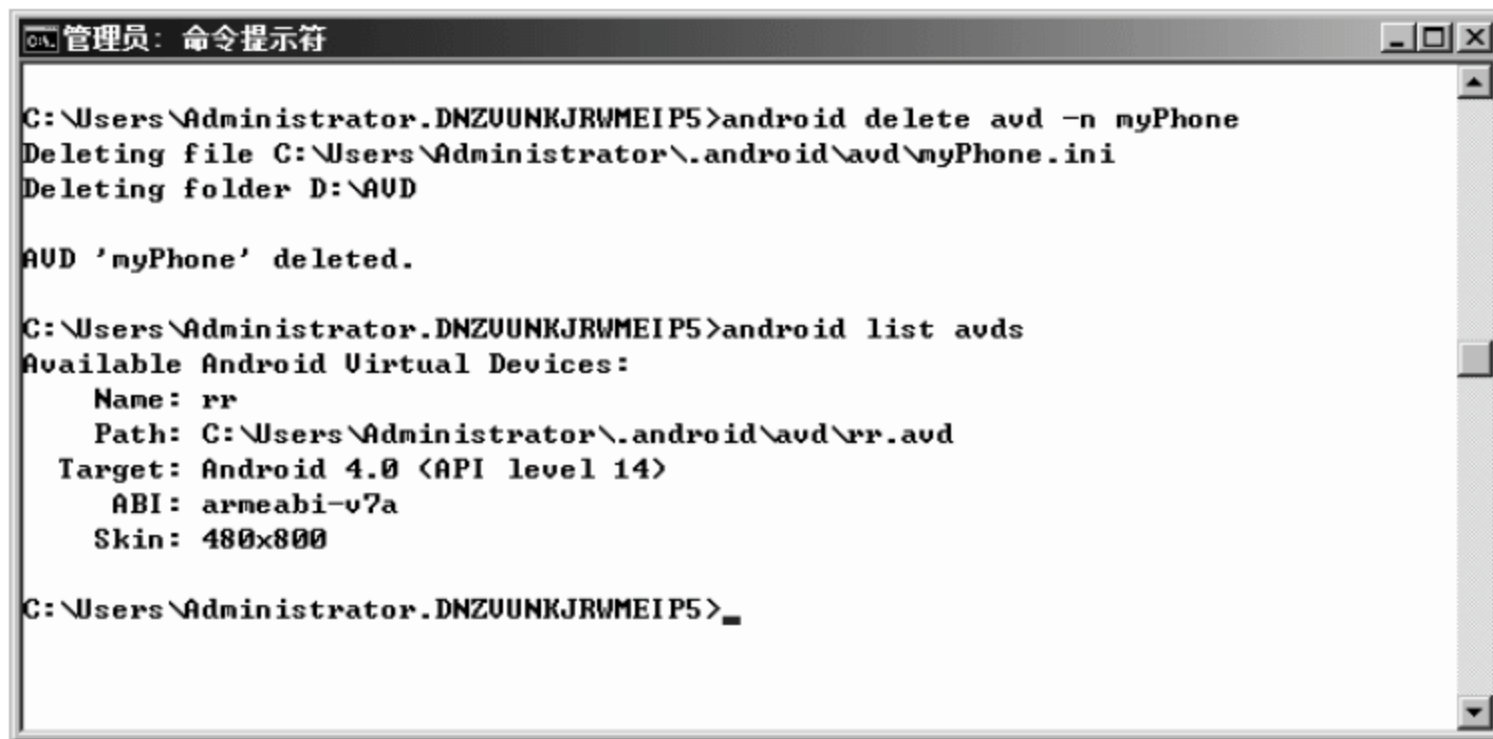 管理员: 命令提示符
C:\Users\Administrator.DNZVUNKJRWMEIP5>android delete avd -n myPhone
Deleting file C:\Users\Administrator\.android\avd\myPhone.ini
Deleting folder D:\AVD
AVD 'myPhone' deleted.
C:\Users\Administrator.DNZVUNKJRWMEIP5>android list avds
Available Android Virtual Devices:
Name: rr
Path: C:\Users\Administrator\.android\avd\rr.avd
Target: Android 4.0 (API level 14)
ABI: armeabi-v7a
Skin: 480x800
C:\Users\Administrator.DNZVUNKJRWMEIP5>_